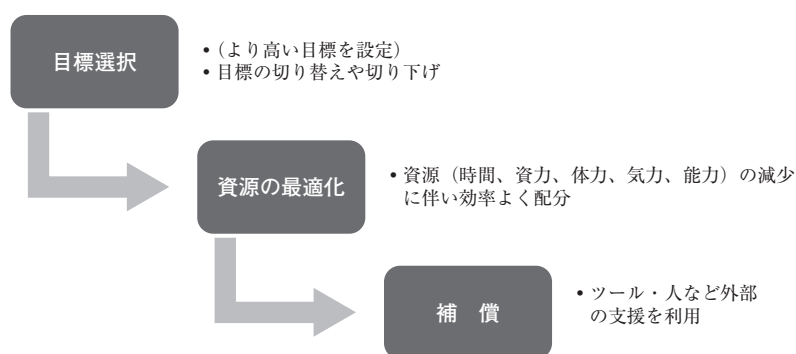 目標選択
•(より高い目標を設定)
•目標の切り替えや切り下げ
資源の最適化
•資源(時間、資力、体力、気力、能力)の減少
に伴い効率よく配分
補 償
•ツール・人など外部
の支援を利用